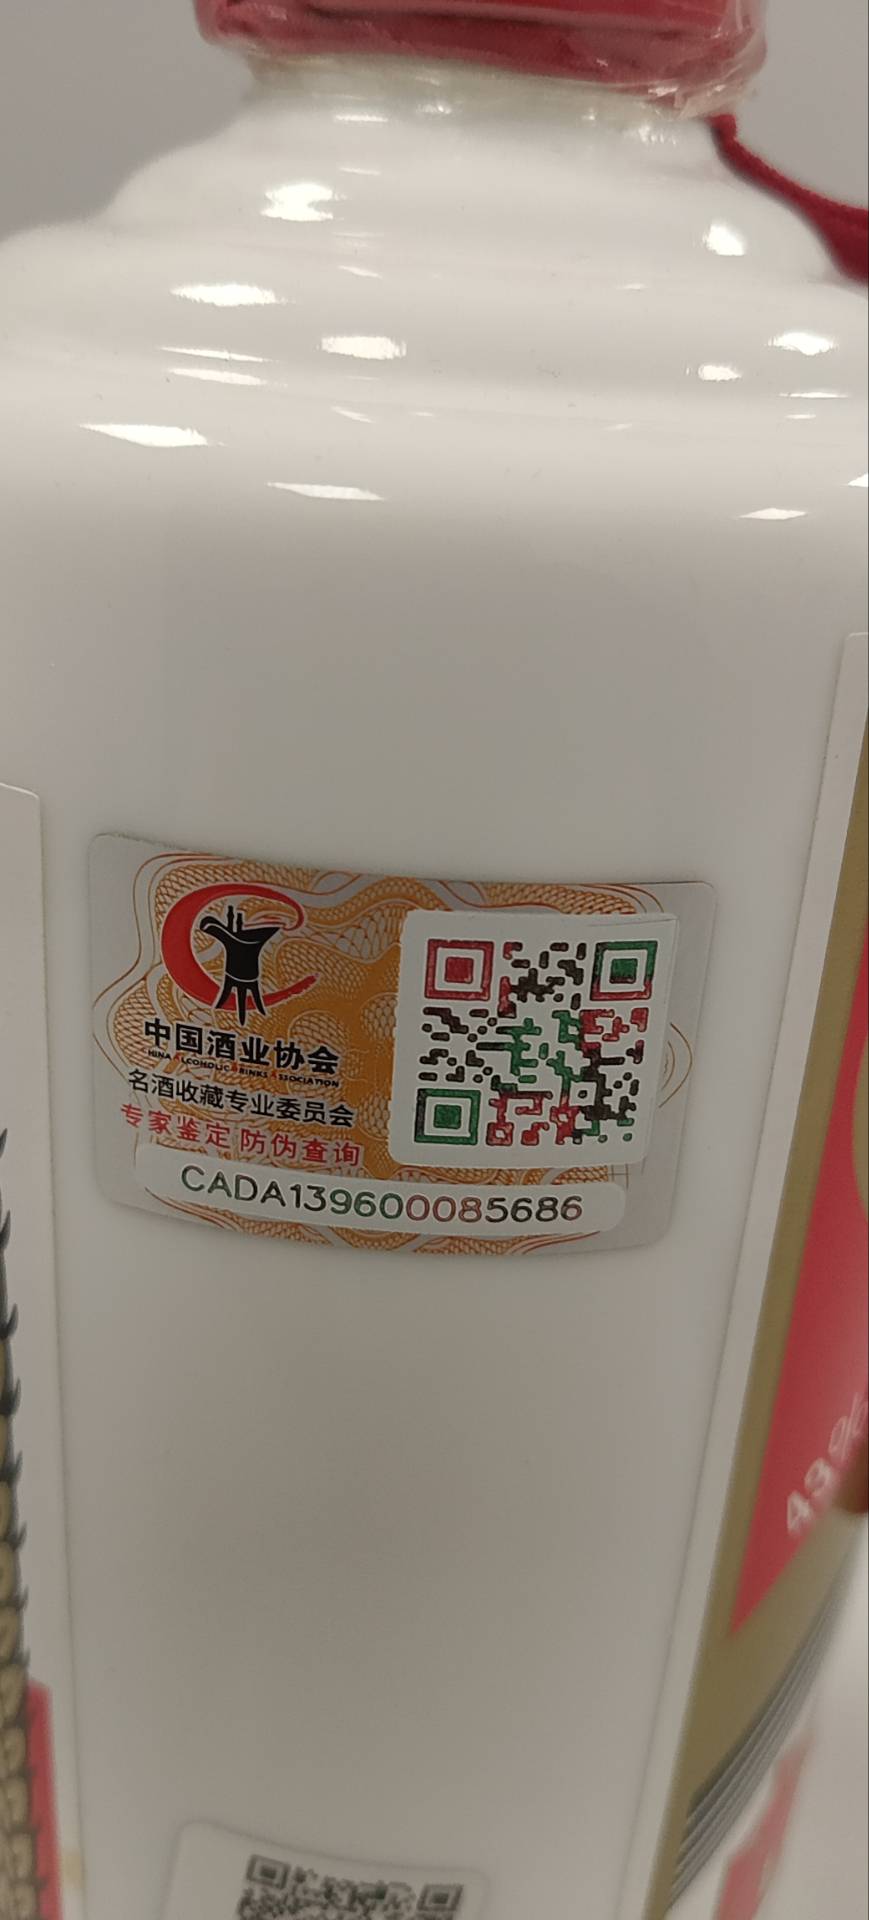 中国酒业协会
CHINA ALCOHOLIC DRINKS ASSOCIATION
名酒收藏专业委员会
专家鉴定 防伪查询
CADA139600085686
43%